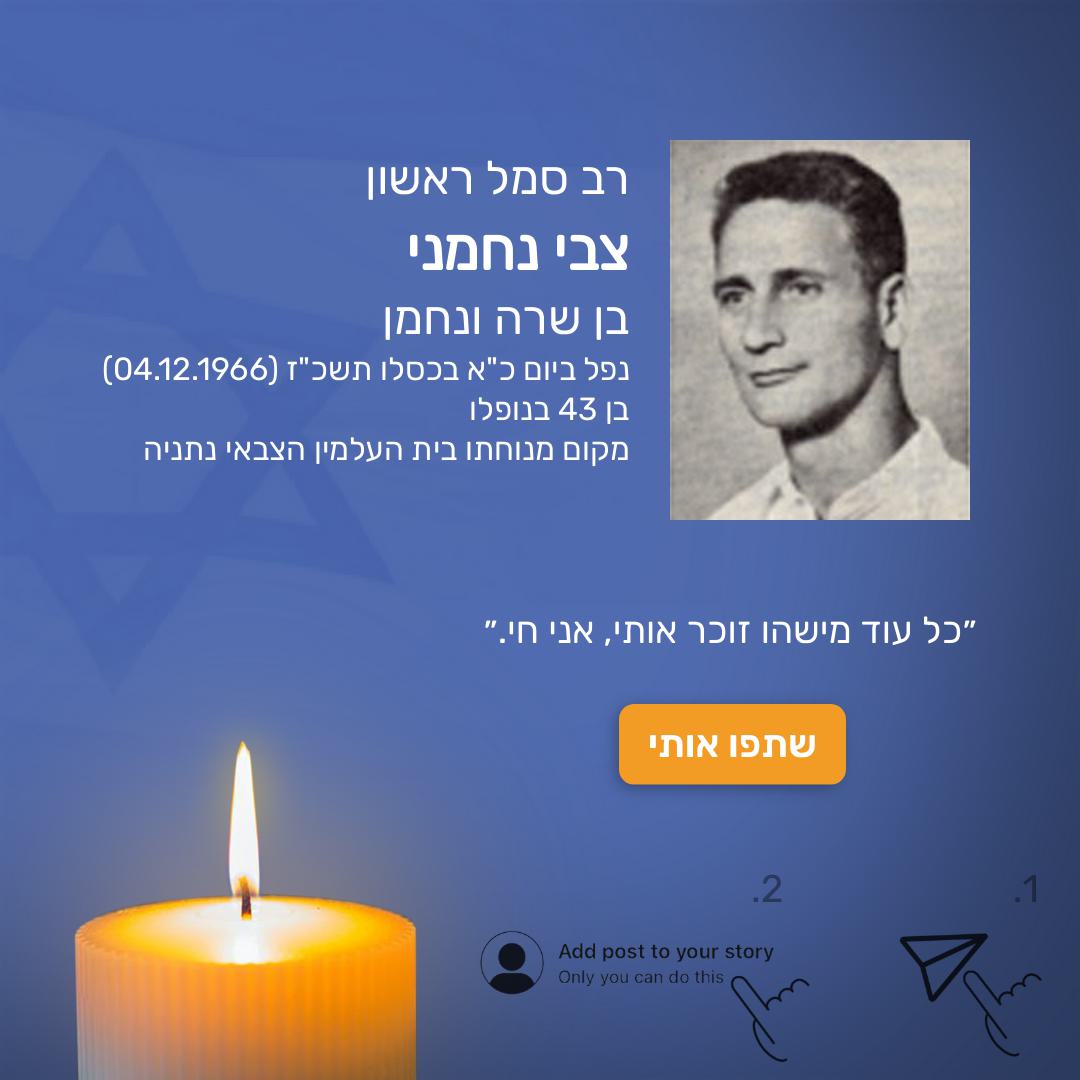 רב סמל ראשון
צבי נחמני
בן שרה ונחמן
נפל ביום כ"א בכסלו תשכ"ז (04.12.1966)
בן 43 בנופלו
מקום מנוחתו בית העלמין הצבאי נתניה
״כל עוד מישהו זוכר אותי, אני חי.״
שתפו אותי
1.
2.
Add post to your story
Only you can do this